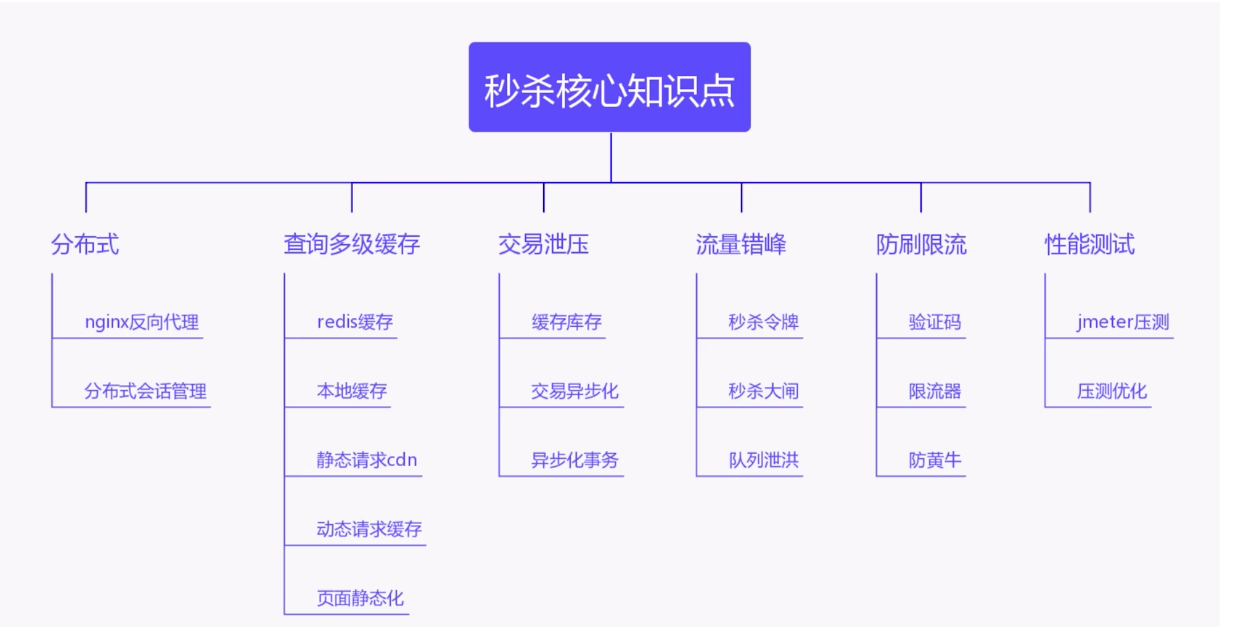 秒杀核心知识点
分布式
nginx反向代理
分布式会话管理
查询多级缓存
redis缓存
本地缓存
静态请求cdn
动态请求缓存
页面静态化
交易泄压
缓存库存
交易异步化
异步化事务
流量错峰
秒杀令牌
秒杀大闸
队列泄洪
防刷限流
验证码
限流器
防黄牛
性能测试
jmeter压测
压测优化